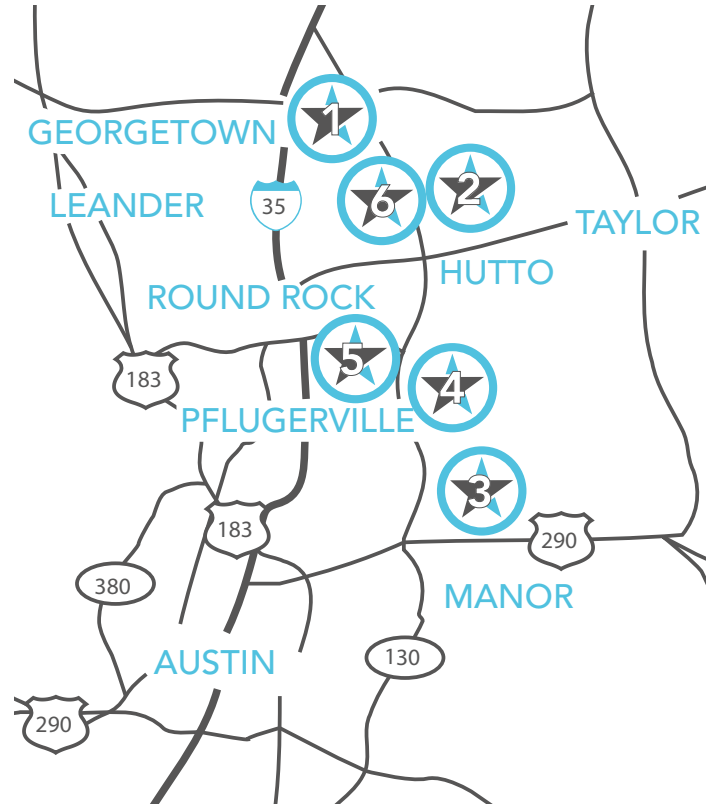 1
GEORGETOWN
2
6
LEANDER
35
TAYLOR
HUTTO
ROUND ROCK
5
183
4
PFLUGERVILLE
3
183
290
380
MANOR
130
AUSTIN
290